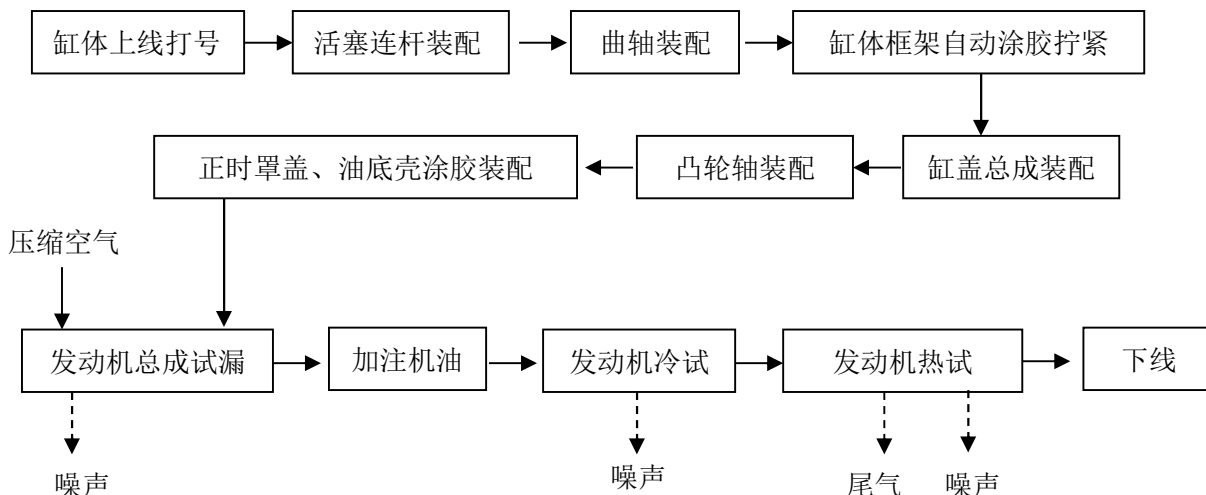 缸体上线打号
活塞连杆装配
曲轴装配
缸体框架自动涂胶拧紧
缸盖总成装配
凸轮轴装配
正时罩盖、油底壳涂胶装配
压缩空气
发动机总成试漏
加注机油
发动机冷试
发动机热试
下线
噪声
噪声
尾气
噪声